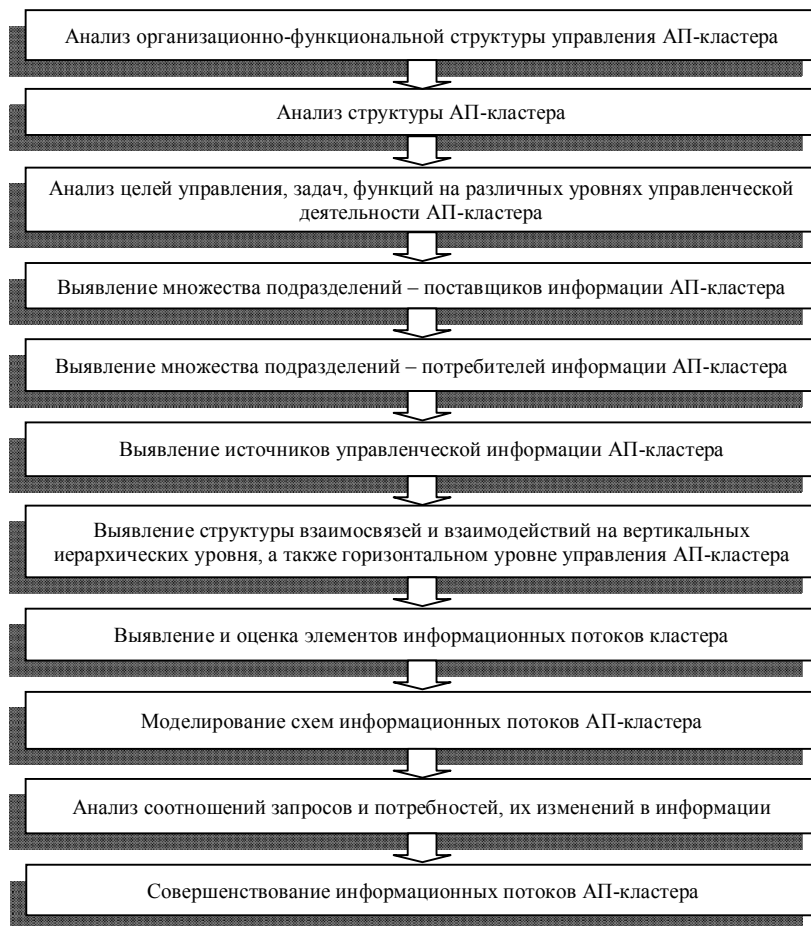 Анализ организационно-функциональной структуры управления АП-кластера
Анализ структуры АП-кластера
Анализ целей управления, задач, функций на различных уровнях управленческой
деятельности АП-кластера
Выявление множества подразделений – поставщиков информации АП-кластера
Выявление множества подразделений – потребителей информации АП-кластера
Выявление источников управленческой информации АП-кластера
Выявление структуры взаимосвязей и взаимодействий на вертикальных
иерархических уровня, а также горизонтальном уровне управления АП-кластера
Выявление и оценка элементов информационных потоков кластера
Моделирование схем информационных потоков АП-кластера
Анализ соотношений запросов и потребностей, их изменений в информации
Совершенствование информационных потоков АП-кластера